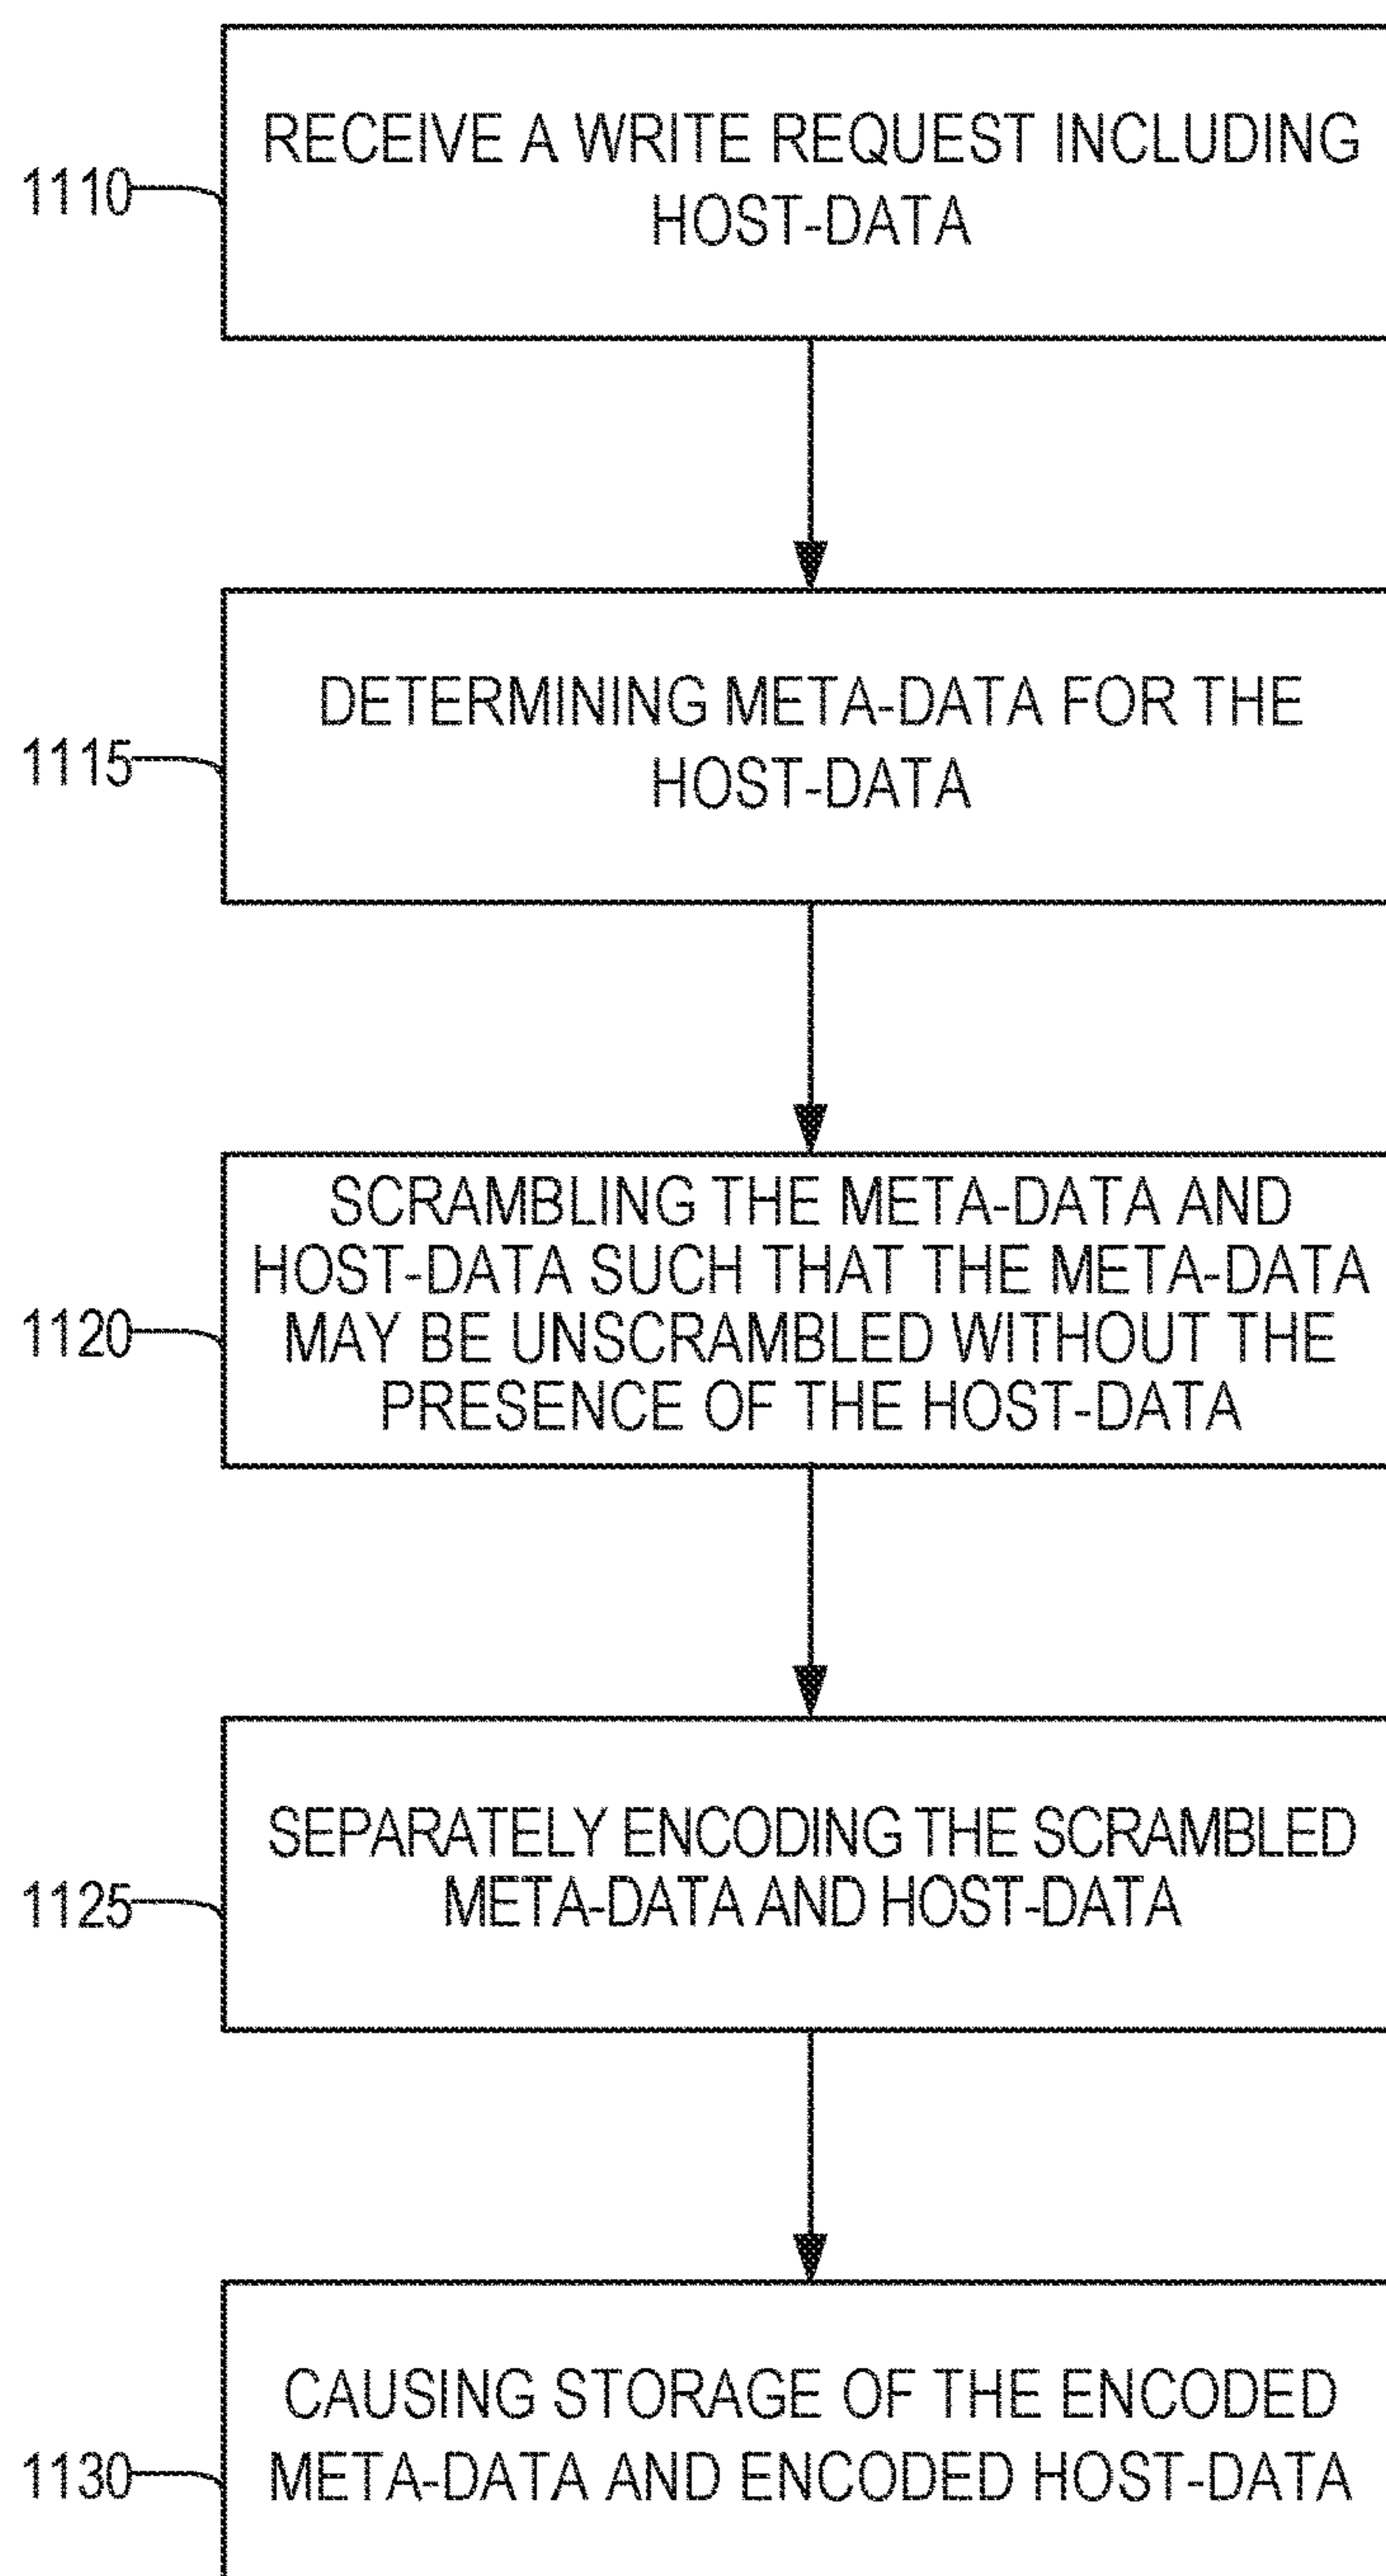 RECEIVE A WRITE REQUEST INCLUDING
HOST-DATA
1110
DETERMINING META-DATA FOR THE
HOST-DATA
1115
SCRAMBLING THE META-DATA AND
HOST-DATA SUCH THAT THE META-DATA
MAY BE UNSCRAMBLED WITHOUT THE
PRESENCE OF THE HOST-DATA
1120
SEPARATELY ENCODING THE SCRAMBLED
META-DATA AND HOST-DATA
1125
CAUSING STORAGE OF THE ENCODED
META-DATA AND ENCODED HOST-DATA
1130